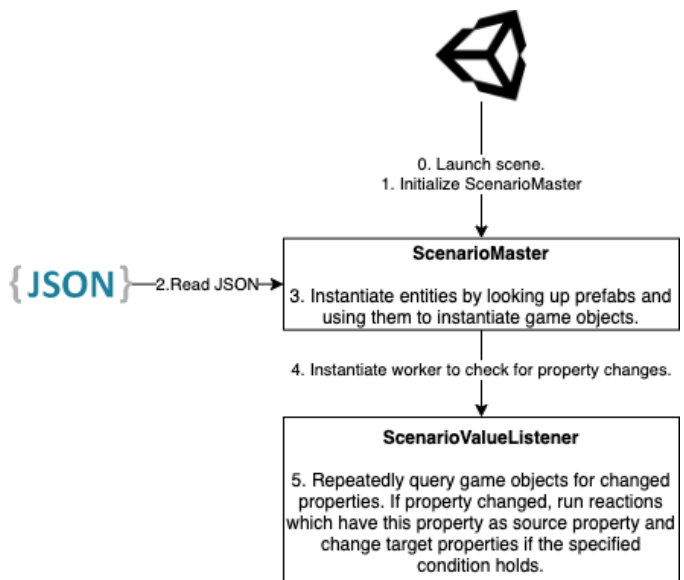 0. Launch scene.
1. Initialize ScenarioMaster
{JSON}
2.Read JSON
ScenarioMaster
3. Instantiate entities by looking up prefabs and
using them to instantiate game objects.
4. Instantiate worker to check for property changes.
ScenarioValueListener
5. Repeatedly query game objects for changed
properties. If property changed, run reactions
which have this property as source property and
change target properties if the specified
condition holds.